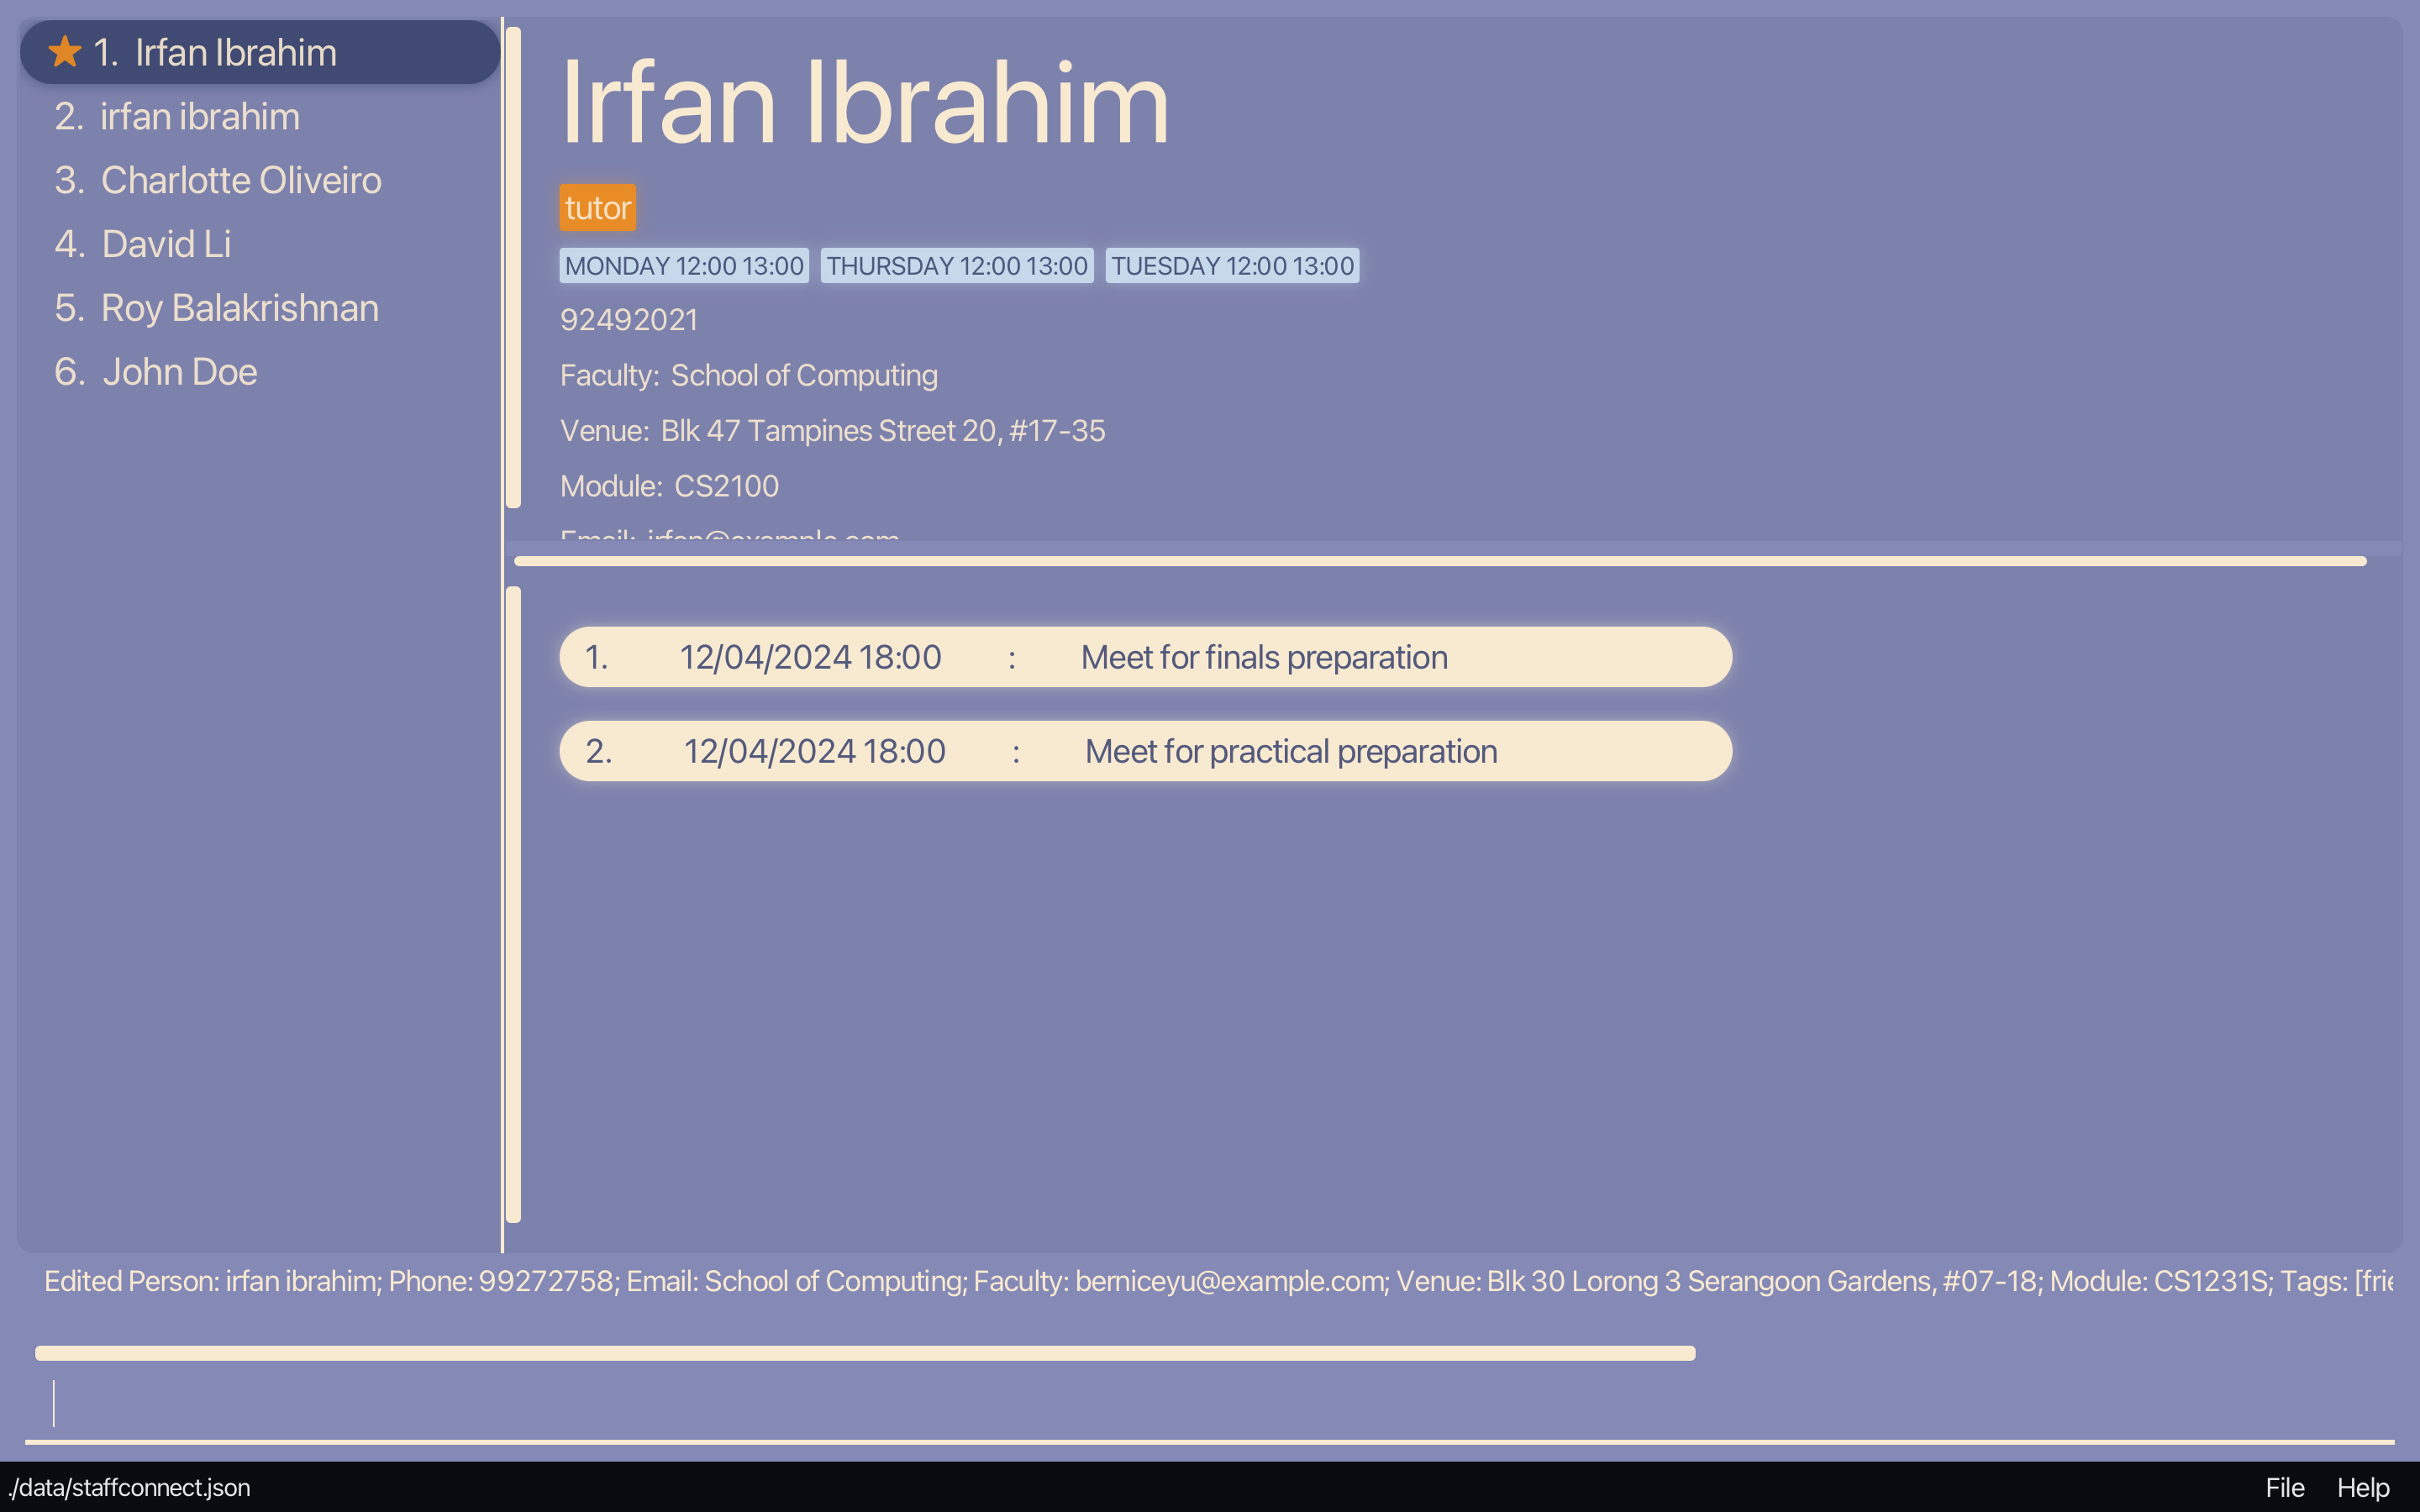 1. Irfan Ibrahim
2. irfan ibrahim
3. Charlotte Oliveiro
4. David Li
5. Roy Balakrishnan
6. John Doe
Irfan Ibrahim
tutor
MONDAY 12:00 13:00 THURSDAY 12:00 13:00 TUESDAY 12:00 13:00
92492021
Faculty: School of Computing
Venue: Blk 47 Tampines Street 20, #17-35
Module: CS2100
Email: irfan@example.com
1. 12/04/2024 18:00 : Meet for finals preparation
2. 12/04/2024 18:00 : Meet for practical preparation
Edited Person: irfan ibrahim; Phone: 99272758; Email: School of Computing; Faculty: berniceyu@example.com; Venue: Blk 30 Lorong 3 Serangoon Gardens, #07-18; Module: CS1231S; Tags: [frie
./data/staffconnect.json
File Help